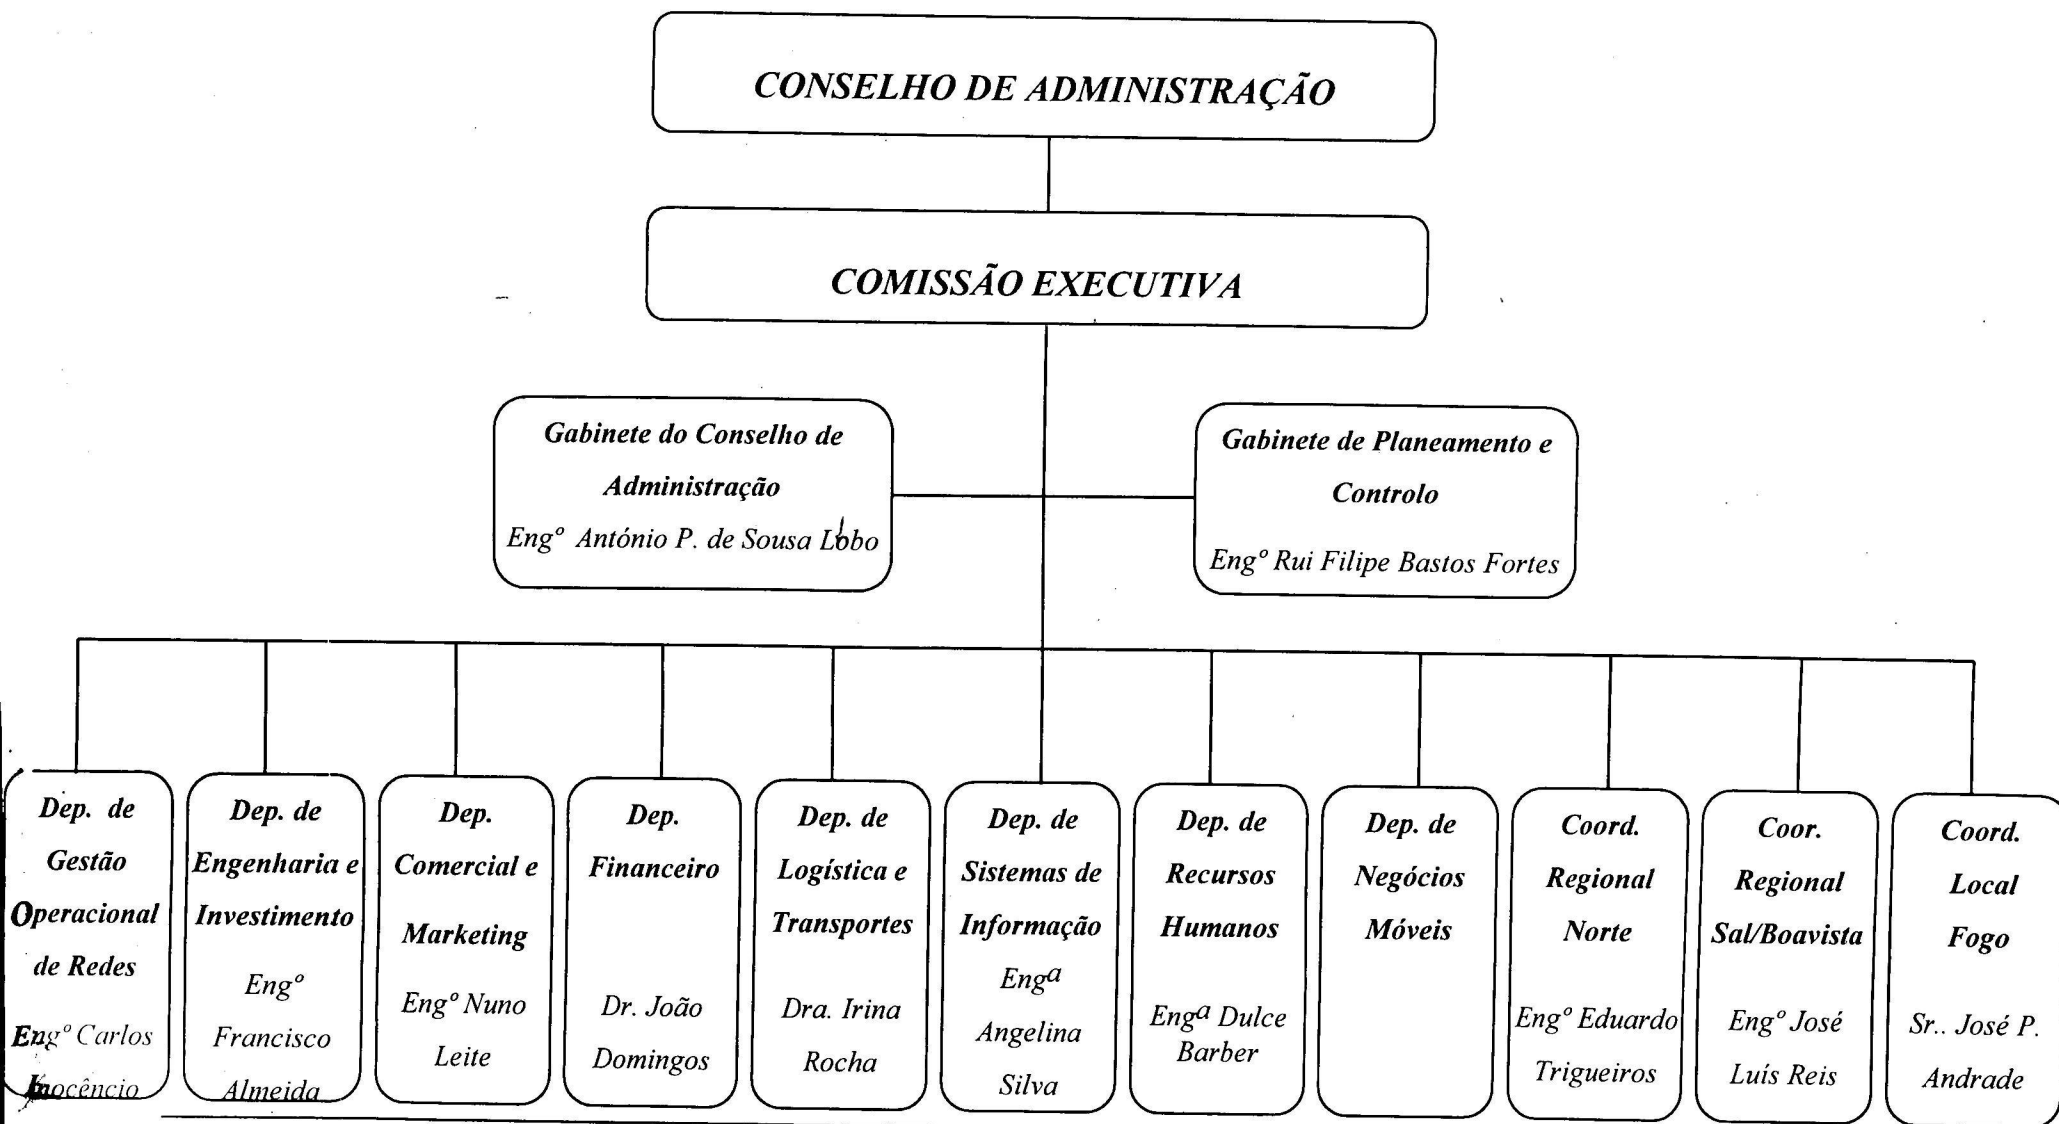 CONSELHO DE ADMINISTRAÇÃO
COMISSÃO EXECUTIVA
Gabinete do Conselho de
Administração
Engº António P. de Sousa Lobo
Gabinete de Planeamento e
Controlo
Engº Rui Filipe Bastos Fortes
Dep. de
Gestão
Operacional
de Redes
Engº Carlos
Inocêncio
Dep. de
Engenharia e
Investimento
Engº
Francisco
Almeida
Dep.
Comercial e
Marketing
Engº Nuno
Leite
Dep.
Financeiro
Dr. João
Domingos
Dep. de
Logística e
Transportes
Dra. Irina
Rocha
Dep. de
Sistemas de
Informação
Engª
Angelina
Silva
Dep. de
Recursos
Humanos
Engª Dulce
Barber
Dep. de
Negócios
Móveis
Coord.
Regional
Norte
Engº Eduardo
Trigueiros
Coor.
Regional
Sal/Boavista
Engº José
Luís Reis
Coord.
Local
Fogo
Sr.. José P.
Andrade